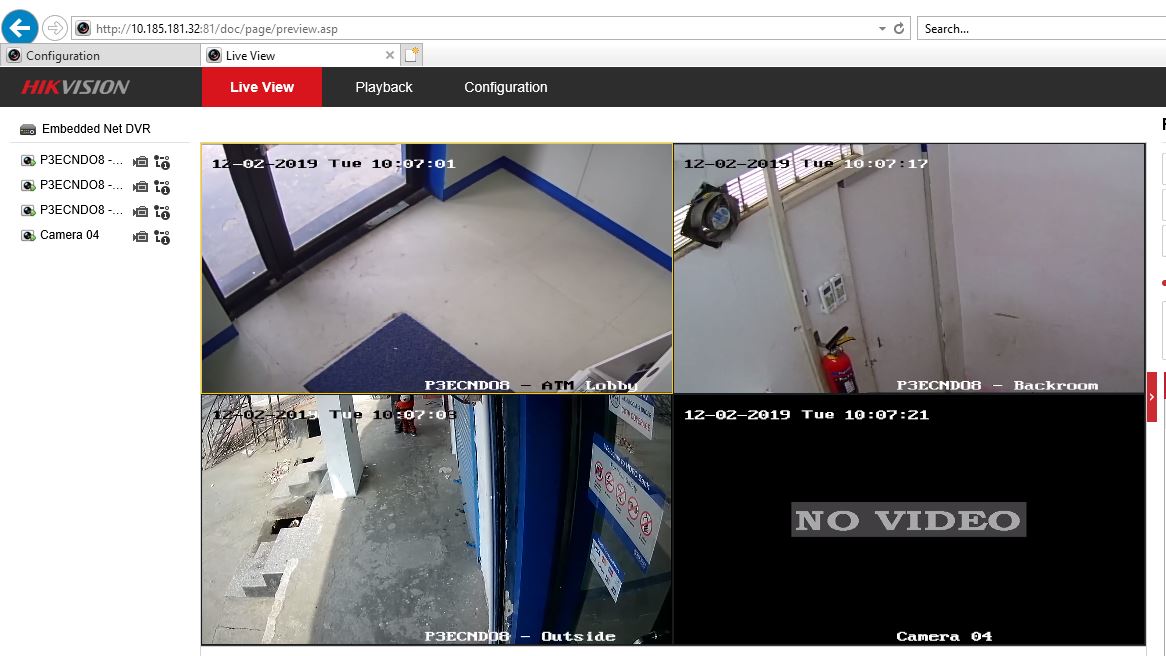 http://10.185.181.32:81/doc/page/preview.asp
Search...
Configuration
Live View
HIKVISION
Live View
Playback
Configuration
Embedded Net DVR
P3ECNDO8 -...
P3ECNDO8 -...
P3ECNDO8 -...
Camera 04
12-02-2019 Tue 10:07:01
P3ECNDO8 - ATM Lobby
12-02-2019 Tue 10:07:17
P3ECNDO8 - Backroom
12-02-2019 Tue 10:07:03
P3ECNDO8 - Outside
12-02-2019 Tue 10:07:21
NO VIDEO
Camera 04